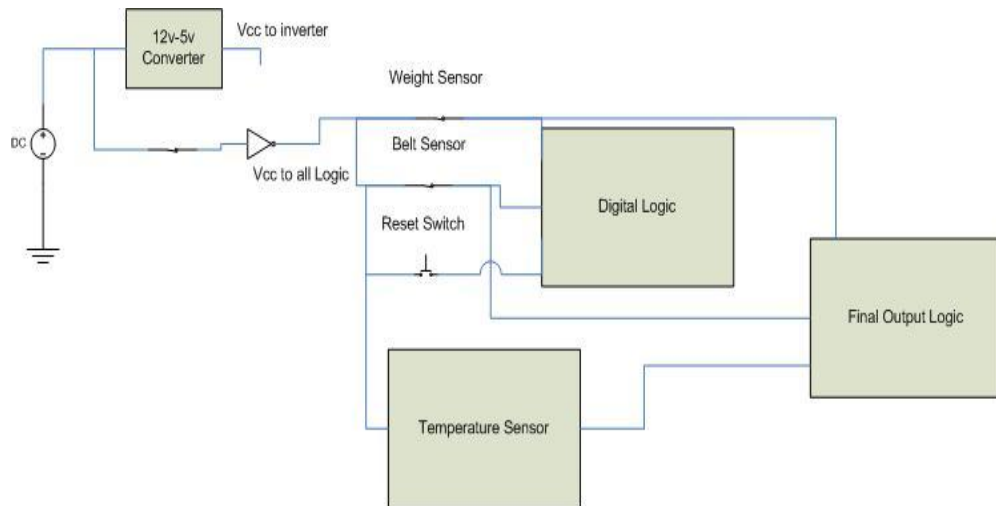 12v-5v
Converter
Vcc to inverter
Weight Sensor
DC
Belt Sensor
Vcc to all Logic
Digital Logic
Reset Switch
Final Output Logic
Temperature Sensor